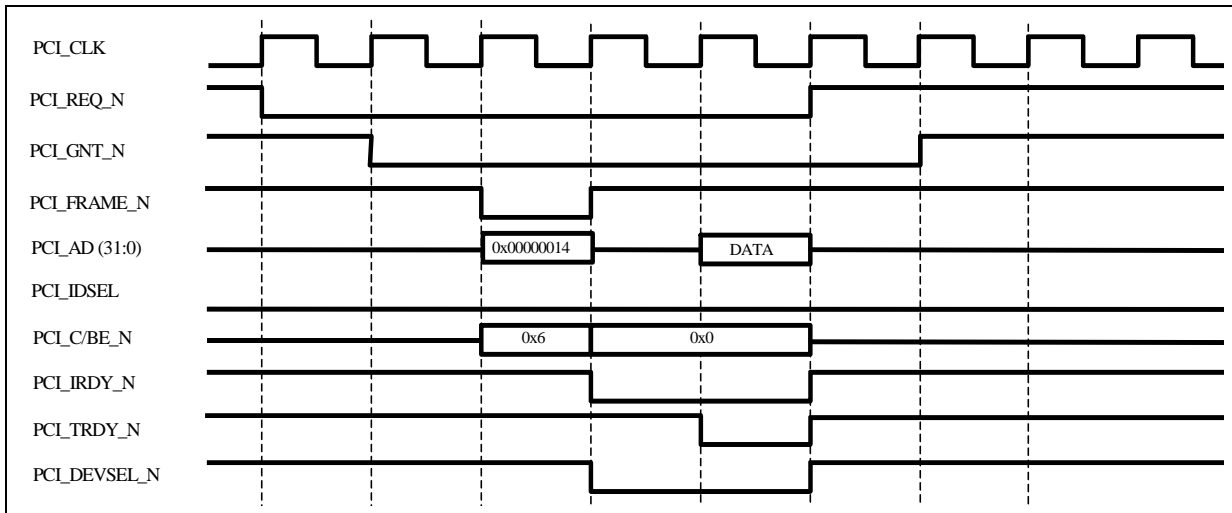 PCI_CLK
PCI_REQ_N
PCI_GNT_N
PCI_FRAME_N
PCI_AD (31:0) 0x00000014 DATA
PCI_IDSEL
PCI_C/BE_N 0x6 0x0
PCI_IRDY_N
PCI_TRDY_N
PCI_DEVSEL_N